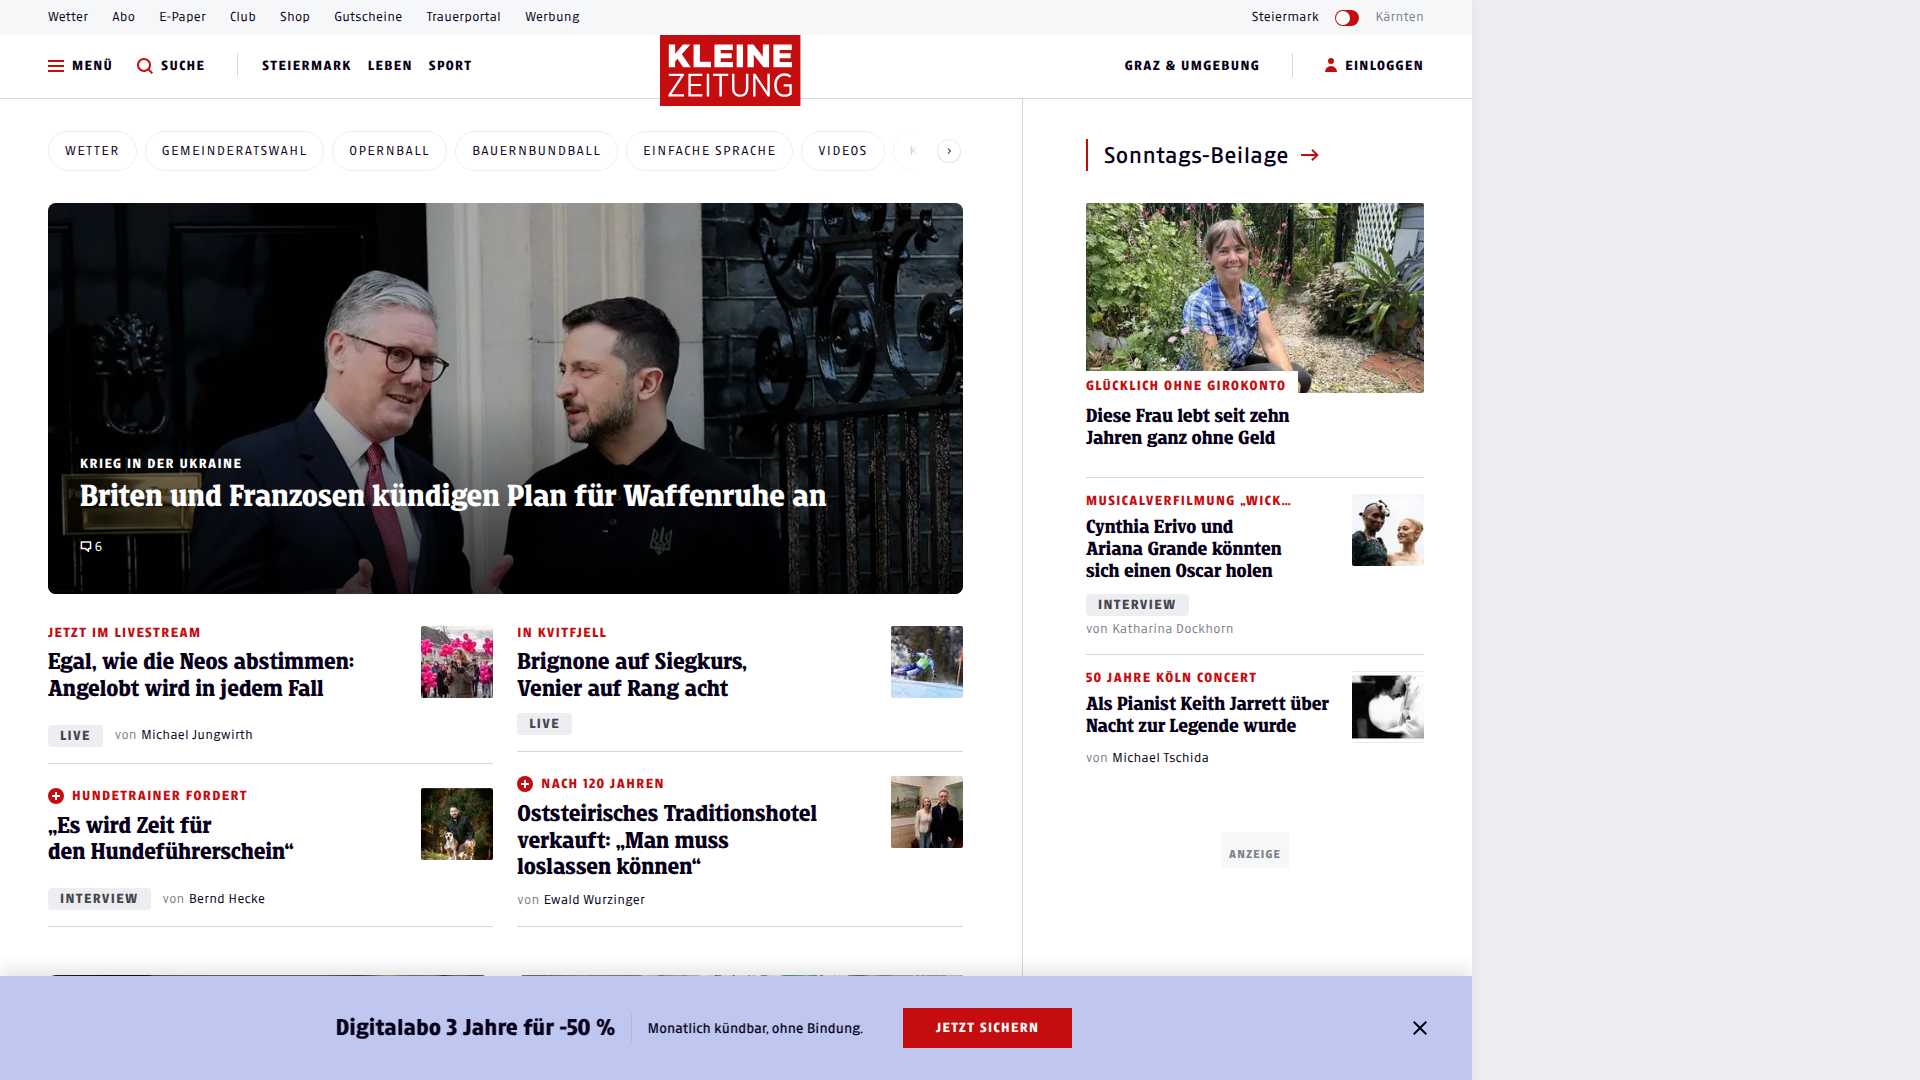 Wetter Abo E-Paper Club Shop Gutscheine Trauerportal Werbung Steiermark Kärnten
MENÜ SUCHE STEIERMARK LEBEN SPORT
KLEINE
ZEITUNG
GRAZ & UMGEBUNG EINLOGGEN
WETTER GEMEINDERATSWAHL OPERNBALL BAUERNBUNDBALL EINFACHE SPRACHE VIDEOS
KRIEG IN DER UKRAINE
Briten und Franzosen kündigen Plan für Waffenruhe an
6
JETZT IM LIVESTREAM
Egal, wie die Neos abstimmen:
Angelobt wird in jedem Fall
LIVE von Michael Jungwirth
IN KVITFJELL
Brignone auf Siegkurs,
Venier auf Rang acht
LIVE
HUNDETRAINER FORDERT
„Es wird Zeit für
den Hundeführerschein“
INTERVIEW von Bernd Hecke
NACH 120 JAHREN
Oststeirisches Traditionshotel
verkauft: „Man muss
loslassen können“
von Ewald Wurzinger
Sonntags-Beilage
GLÜCKLICH OHNE GIROKONTO
Diese Frau lebt seit zehn
Jahren ganz ohne Geld
MUSICALVERFILMUNG „WICK…
Cynthia Erivo und
Ariana Grande könnten
sich einen Oscar holen
INTERVIEW
von Katharina Dockhorn
50 JAHRE KÖLN CONCERT
Als Pianist Keith Jarrett über
Nacht zur Legende wurde
von Michael Tschida
ANZEIGE
Digitalabo 3 Jahre für -50 % Monatlich kündbar, ohne Bindung. JETZT SICHERN